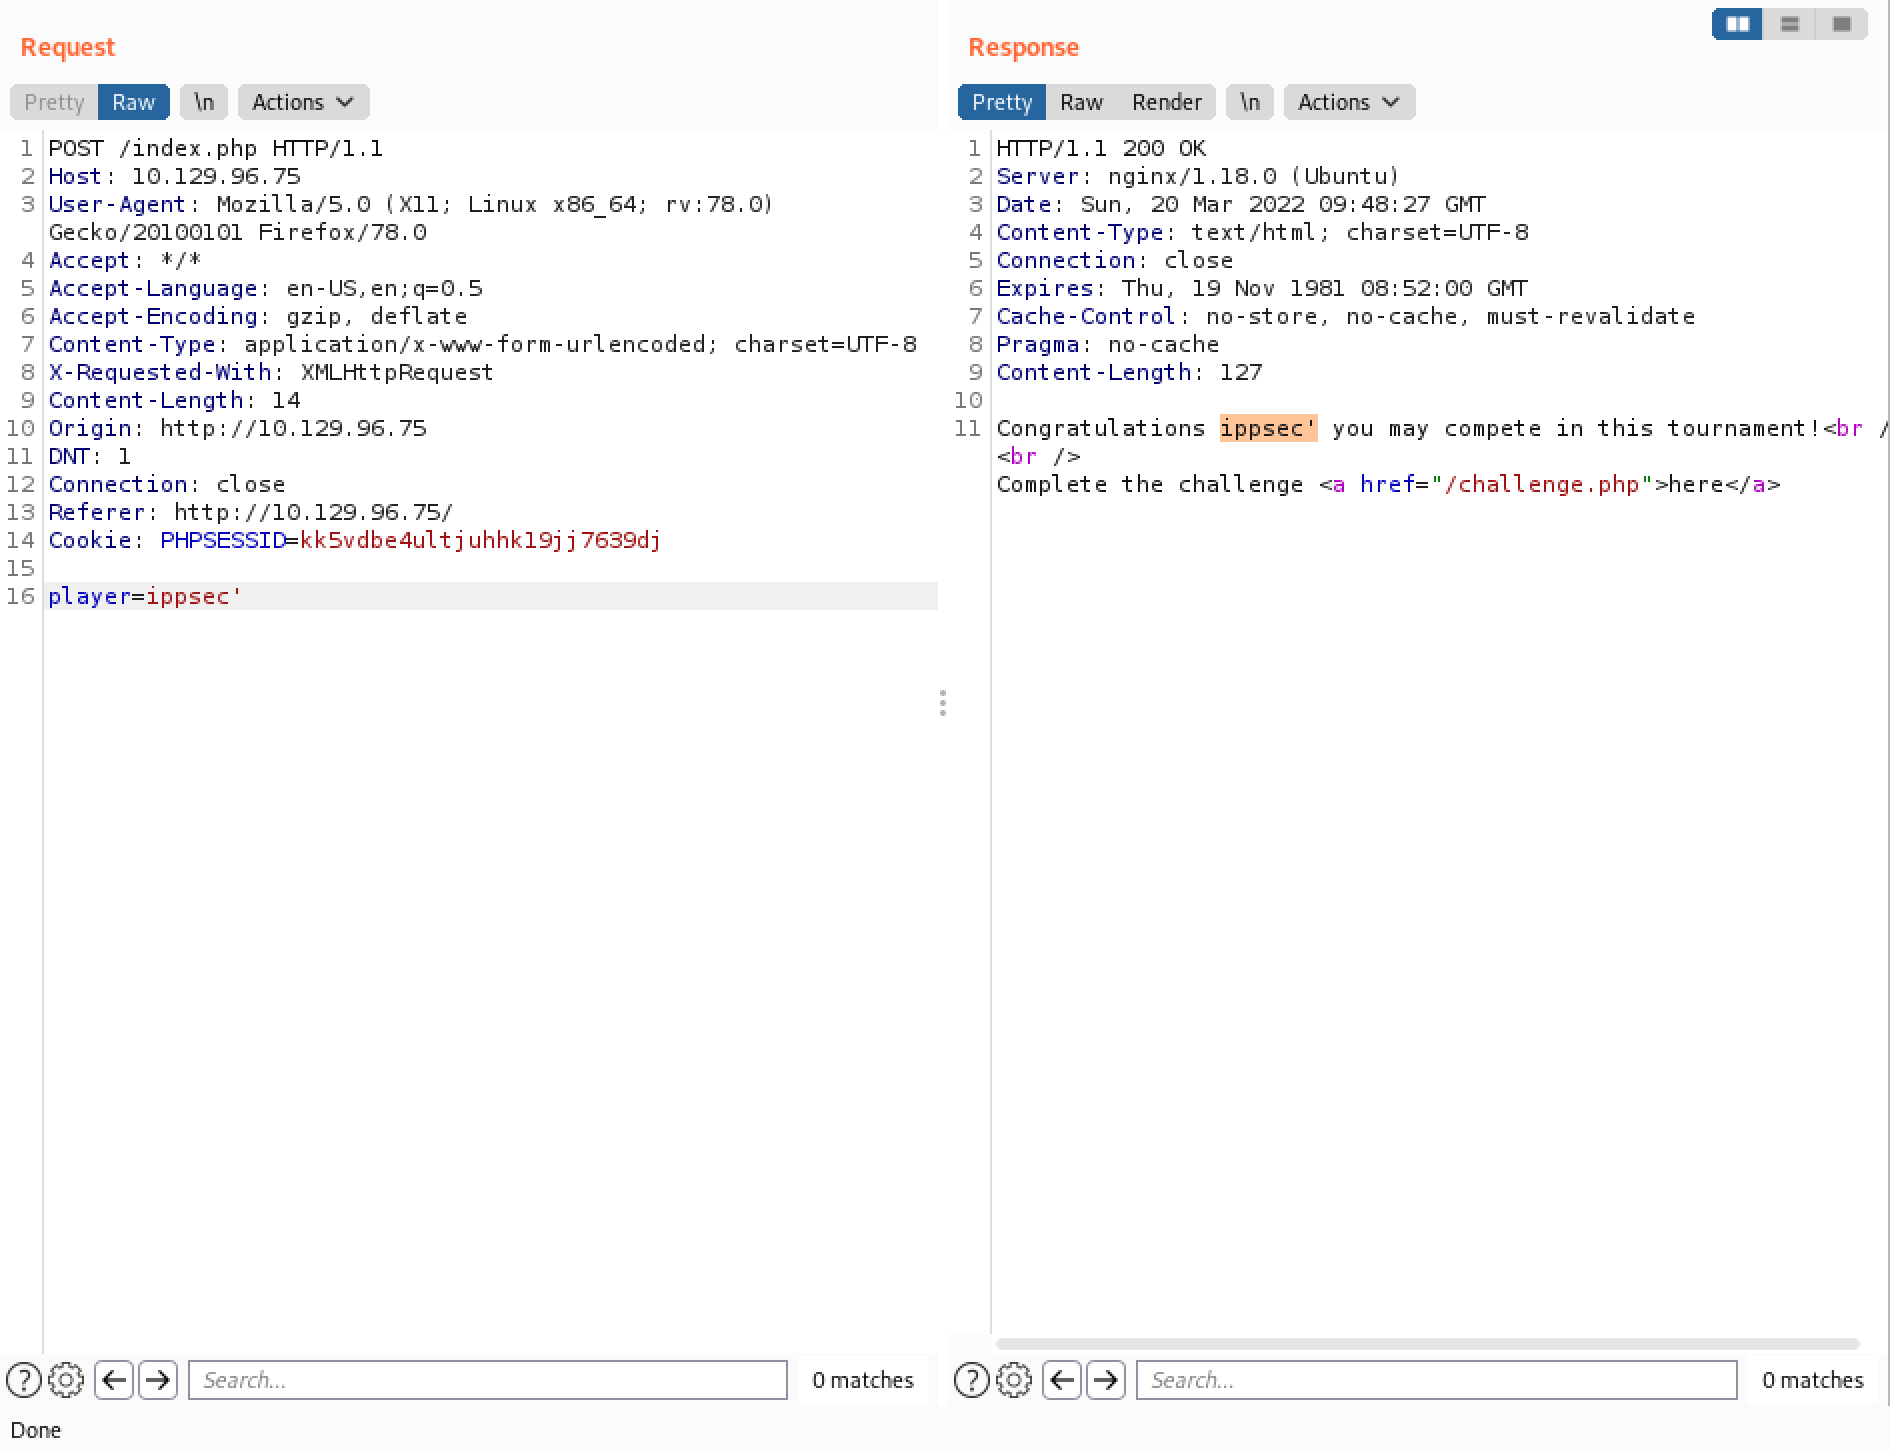 Request
Pretty Raw \n Actions
1 POST /index.php HTTP/1.1
2 Host: 10.129.96.75
3 User-Agent: Mozilla/5.0 (X11; Linux x86_64; rv:78.0)
Gecko/20100101 Firefox/78.0
4 Accept: */*
5 Accept-Language: en-US,en;q=0.5
6 Accept-Encoding: gzip, deflate
7 Content-Type: application/x-www-form-urlencoded; charset=UTF-8
8 X-Requested-With: XMLHttpRequest
9 Content-Length: 14
10 Origin: http://10.129.96.75
11 DNT: 1
12 Connection: close
13 Referer: http://10.129.96.75/
14 Cookie: PHPSESSID=kk5vdbe4ultjuhhk19jj7639dj
15
16 player=ippsec'
Search...
0 matches
Done
Response
Pretty Raw Render \n Actions
1 HTTP/1.1 200 OK
2 Server: nginx/1.18.0 (Ubuntu)
3 Date: Sun, 20 Mar 2022 09:48:27 GMT
4 Content-Type: text/html; charset=UTF-8
5 Connection: close
6 Expires: Thu, 19 Nov 1981 08:52:00 GMT
7 Cache-Control: no-store, no-cache, must-revalidate
8 Pragma: no-cache
9 Content-Length: 127
10
11 Congratulations ippsec' you may compete in this tournament!<br /
<br />
Complete the challenge <a href="/challenge.php">here</a>
Search...
0 matches